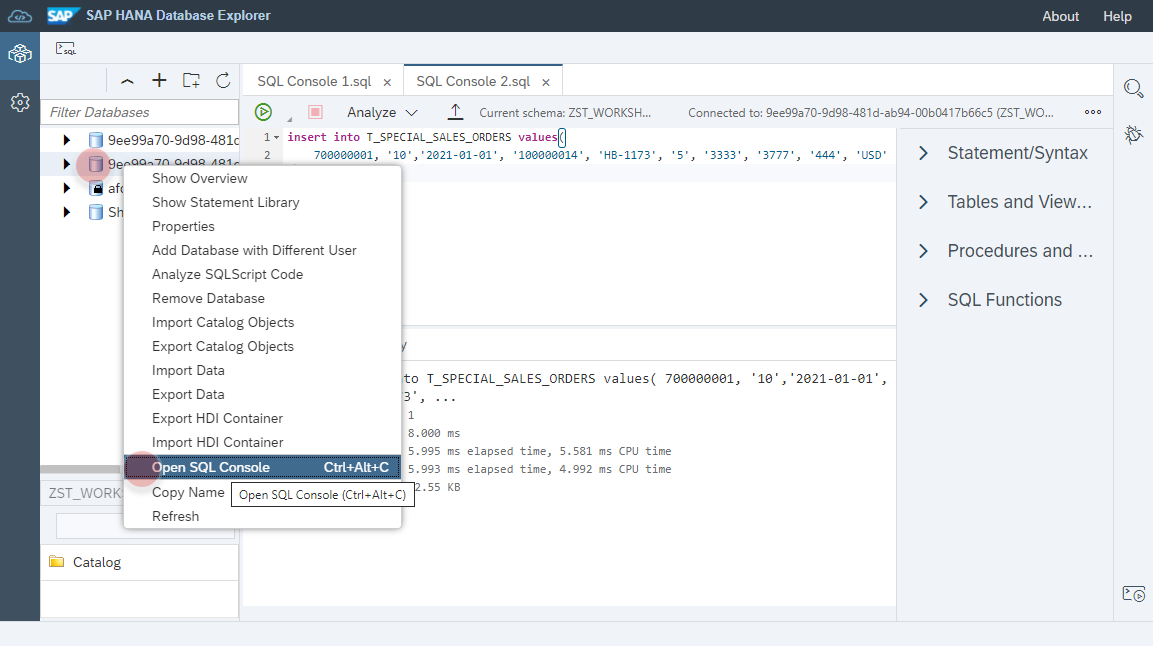 SAP SAP HANA Database Explorer
About
Help
SQL
SQL Console 1.sql ×
SQL Console 2.sql ×
Filter Databases
Analyze
Current schema: ZST_WORKSH...
Connected to: 9ee99a70-9d98-481d-ab94-00b0417b66c5 (ZST_WO...
9ee99a70-9d98-481d
9ee99a70-9d98-481d
afc
Sh
1 insert into T_SPECIAL_SALES_ORDERS values(
2 700000001, '10','2021-01-01', '100000014', 'HB-1173', '5', '3333', '3777', '444', 'USD'
Statement/Syntax
Tables and View...
Procedures and ...
SQL Functions
Show Overview
Show Statement Library
Properties
Add Database with Different User
Analyze SQLScript Code
Remove Database
Import Catalog Objects
Export Catalog Objects
Import Data
Export Data
Export HDI Container
Import HDI Container
Open SQL Console Ctrl+Alt+C
Copy Name
Open SQL Console (Ctrl+Alt+C)
Refresh
y
to T_SPECIAL_SALES_ORDERS values( 700000001, '10','2021-01-01',
3', ...
1
8.000 ms
5.995 ms elapsed time, 5.581 ms CPU time
5.993 ms elapsed time, 4.992 ms CPU time
2.55 KB
ZST_WORK
Catalog